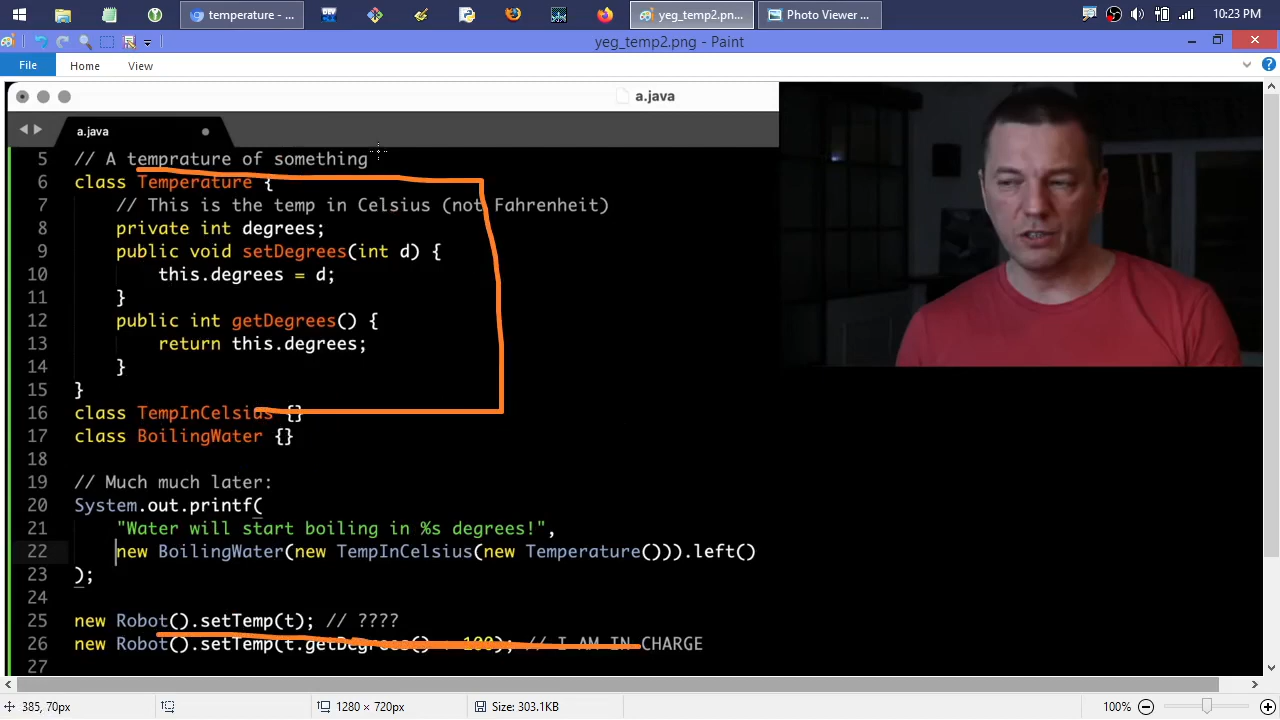 temperature - ...
yeg_temp2.pn...
Photo Viewer ...
10:23 PM
yeg_temp2.png - Paint
File Home View
a.java
a.java
5 // A temprature of something
6 class Temperature {
7 // This is the temp in Celsius (not Fahrenheit)
8 private int degrees;
9 public void setDegrees(int d) {
10 this.degrees = d;
11 }
12 public int getDegrees() {
13 return this.degrees;
14 }
15 }
16 class TempInCelsius {}
17 class BoilingWater {}
18
19 // Much much later:
20 System.out.printf(
21 "Water will start boiling in %s degrees!",
22 new BoilingWater(new TempInCelsius(new Temperature())).left()
23 );
24
25 new Robot().setTemp(t); // ????
26 new Robot().setTemp(t.getDegrees() + 100); // I AM IN CHARGE
27
385, 70px
1280 × 720px
Size: 303.1KB
100%